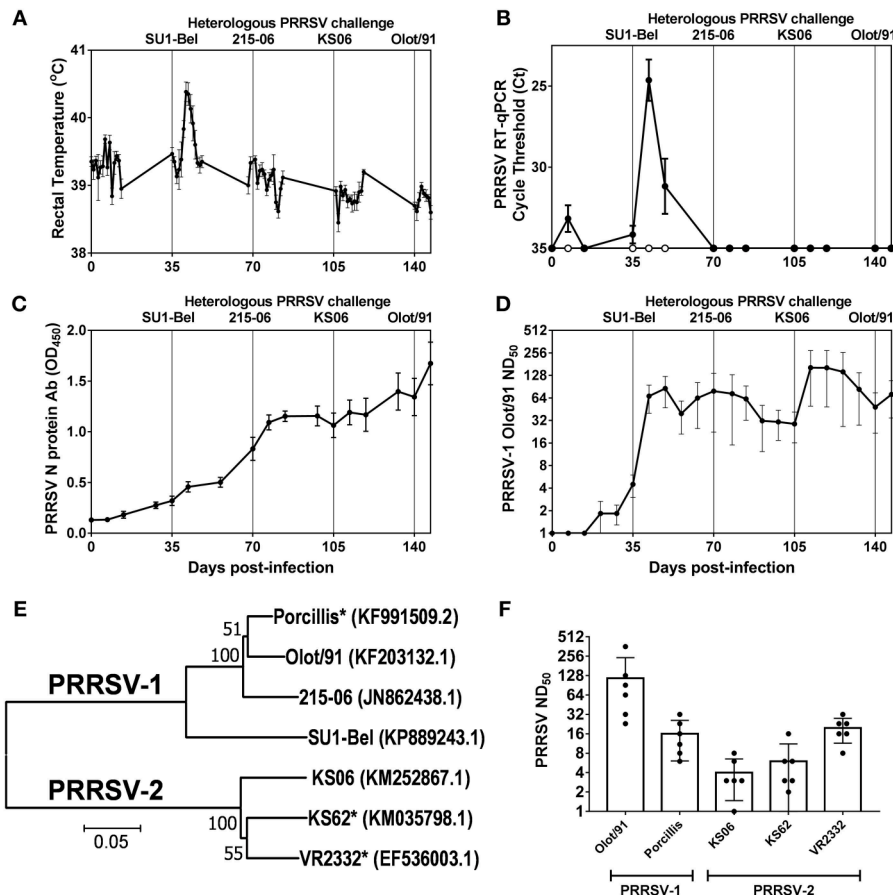 A
Heterologous PRRSV challenge
SU1-Bel 215-06 KS06 Olot/91
Rectal Temperature (°C)
41
40
39
38
0 35 70 105 140
B
Heterologous PRRSV challenge
SU1-Bel 215-06 KS06 Olot/91
PRRSV RT-qPCR
Cycle Threshold (Ct)
25
30
35
0 35 70 105 140
C
Heterologous PRRSV challenge
SU1-Bel 215-06 KS06 Olot/91
PRRSV N protein Ab (OD450)
2.0
1.5
1.0
0.5
0.0
0 35 70 105 140
Days post-infection
D
Heterologous PRRSV challenge
SU1-Bel 215-06 KS06 Olot/91
PRRSV-1 Olot/91 ND50
512
256
128
64
32
16
8
4
2
1
0 35 70 105 140
Days post-infection
E
PRRSV-1
51
100
Porcillis* (KF991509.2)
Olot/91 (KF203132.1)
215-06 (JN862438.1)
SU1-Bel (KP889243.1)
PRRSV-2
100
55
KS06 (KM252867.1)
KS62* (KM035798.1)
VR2332* (EF536003.1)
0.05
F
PRRSV ND50
512
256
128
64
32
16
8
4
2
1
Olot/91 Porcillis KS06 KS62 VR2332
PRRSV-1 PRRSV-2